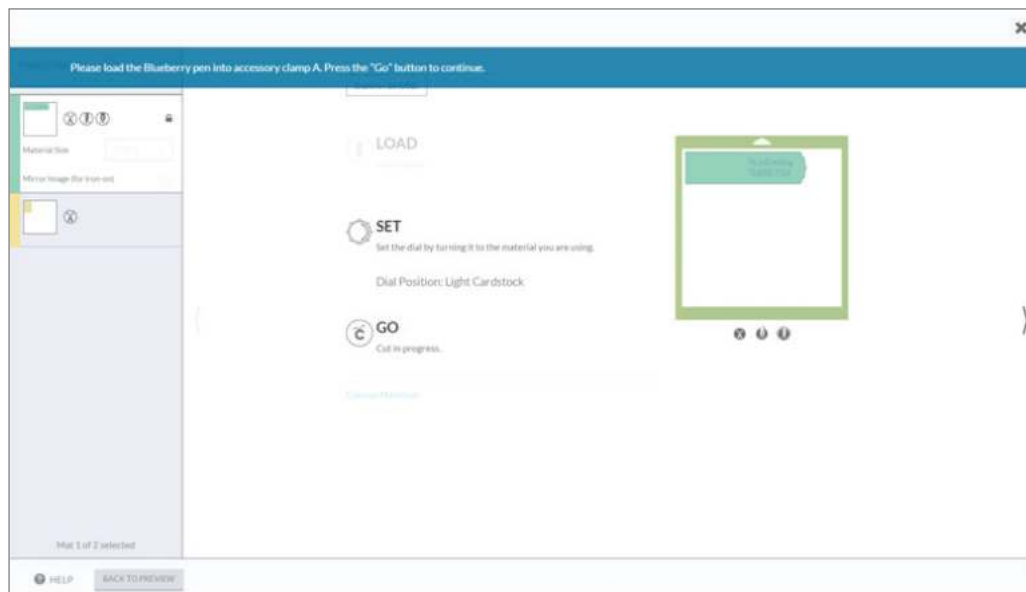 Please load the Blueberry pen into accessory clamp A. Press the "Go" button to continue.
Material Size
Mirror Image (for iron-on)
LOAD
SET
Set the dial by turning it to the material you are using.
Dial Position: Light Cardstock
GO
Cut in progress.
Mat 1 of 2 selected
HELP
BACK TO PREVIEW